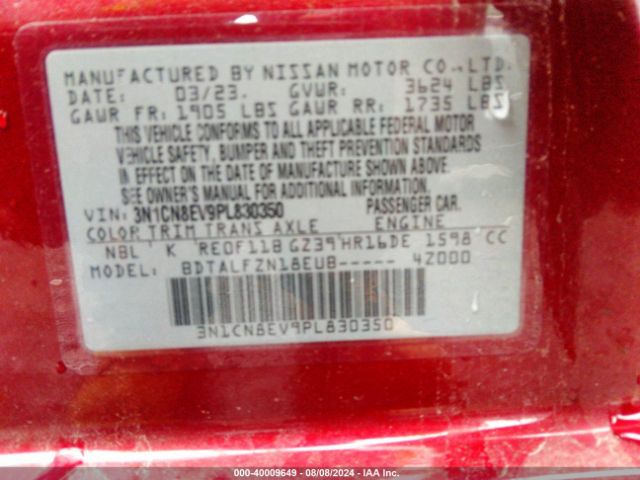 MANUFACTURED BY NISSAN MOTOR CO., LTD.
DATE: 03/23. GVWR: 3624 LBS
GAWR FR: 1905 LBS GAWR RR: 1735 LBS
THIS VEHICLE CONFORMS TO ALL APPLICABLE FEDERAL MOTOR
VEHICLE SAFETY, BUMPER AND THEFT PREVENTION STANDARDS
IN EFFECT ON THE DATE OF MANUFACTURE SHOWN ABOVE.
SEE OWNER'S MANUAL FOR ADDITIONAL INFORMATION.
VIN: 3N1CN8EV9PL830350 PASSENGER CAR.
COLOR TRIM TRANS AXLE ENGINE
NBL K RE0F11B GZ39 HR16DE 1598 CC
MODEL: BDTALFZN18EUB----- 4Z000
3N1CN8EV9PL830350
000-40009649 - 08/08/2024 - IAA Inc.